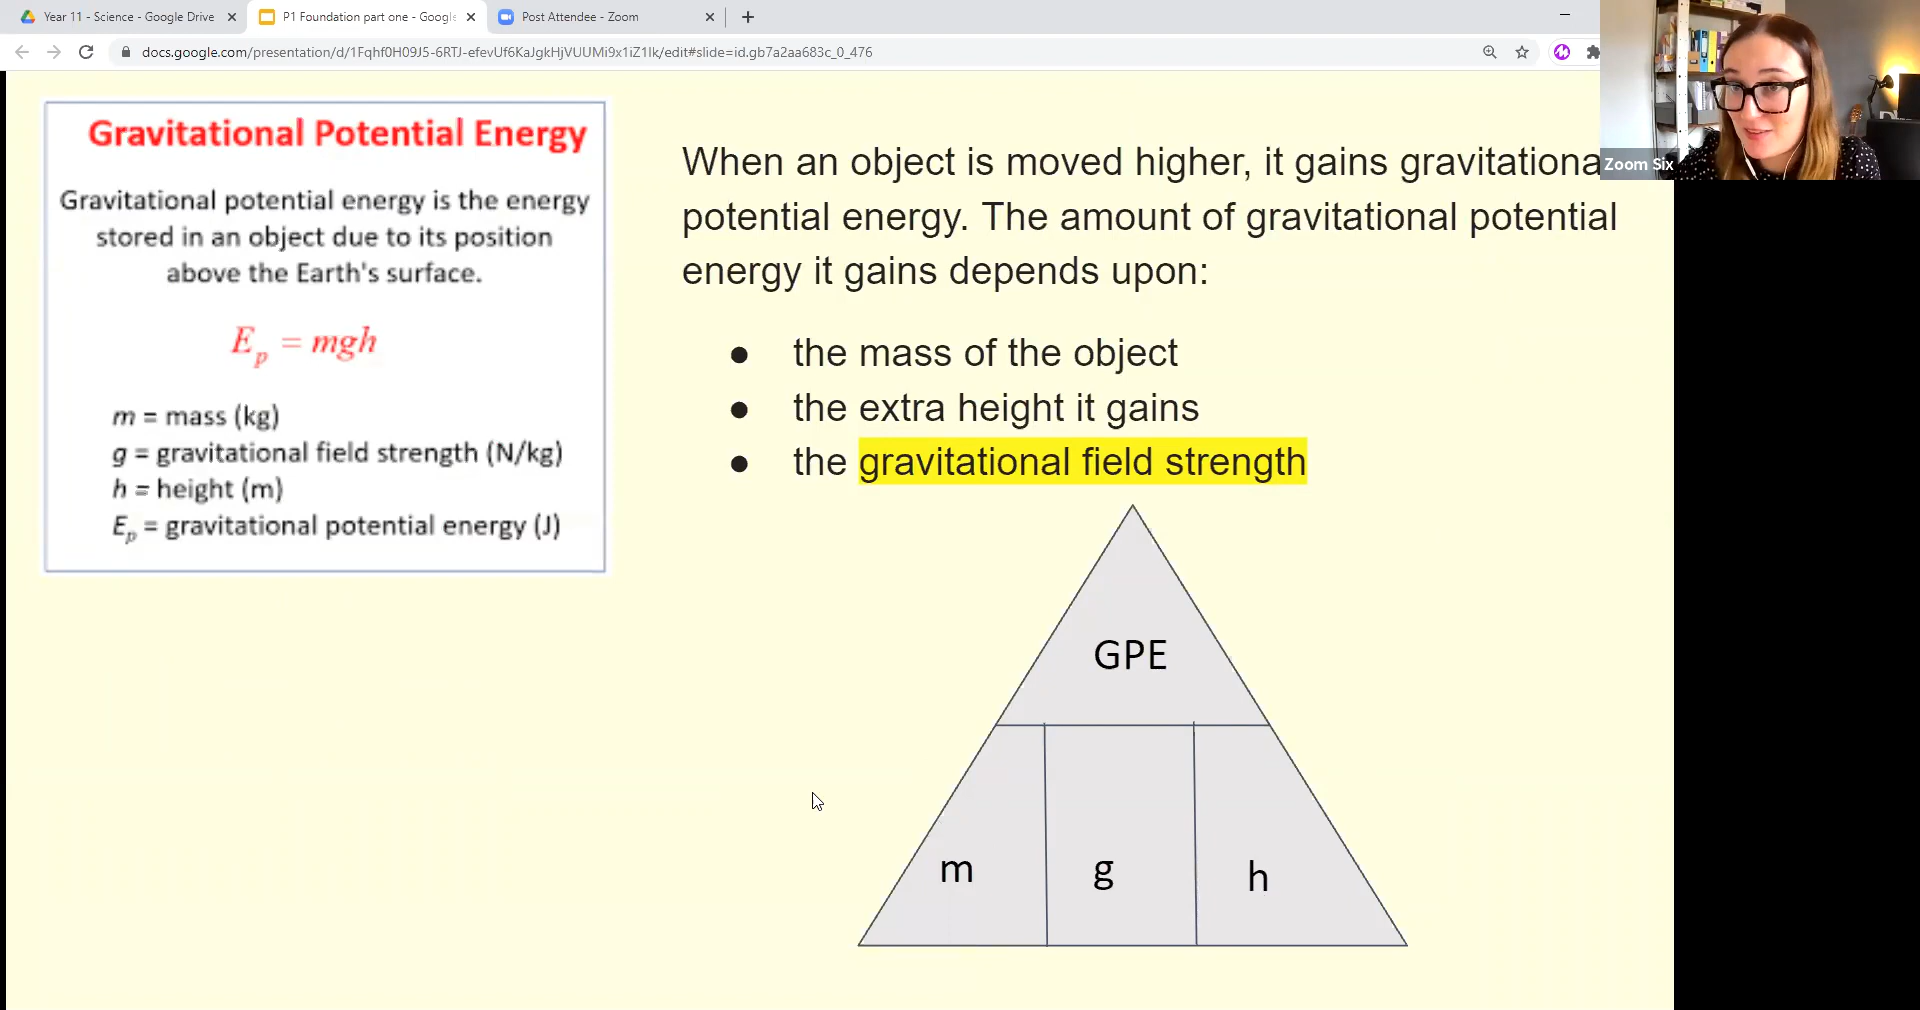 Year 11 - Science - Google Drive
P1 Foundation part one - Google
Post Attendee - Zoom
docs.google.com/presentation/d/1Fqhf0H09J5-6RTJ-efevUf6KaJgkHjVUUMi9x1iZ1lk/edit#slide=id.gb7a2aa683c_0_476
Zoom Six
Gravitational Potential Energy
Gravitational potential energy is the energy
stored in an object due to its position
above the Earth's surface.
E_p = mgh
m = mass (kg)
g = gravitational field strength (N/kg)
h = height (m)
E_p = gravitational potential energy (J)
When an object is moved higher, it gains gravitationa
potential energy. The amount of gravitational potential
energy it gains depends upon:
● the mass of the object
● the extra height it gains
● the gravitational field strength
GPE
m g h